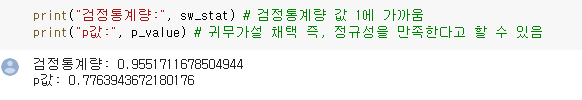 print("검정통계량:", sw_stat) # 검정통계량 값 1에 가까움
print("p값:", p_value) # 귀무가설 채택 즉, 정규성을 만족한다고 할 수 있음
검정통계량: 0.9551711678504944
p값: 0.7763943672180176